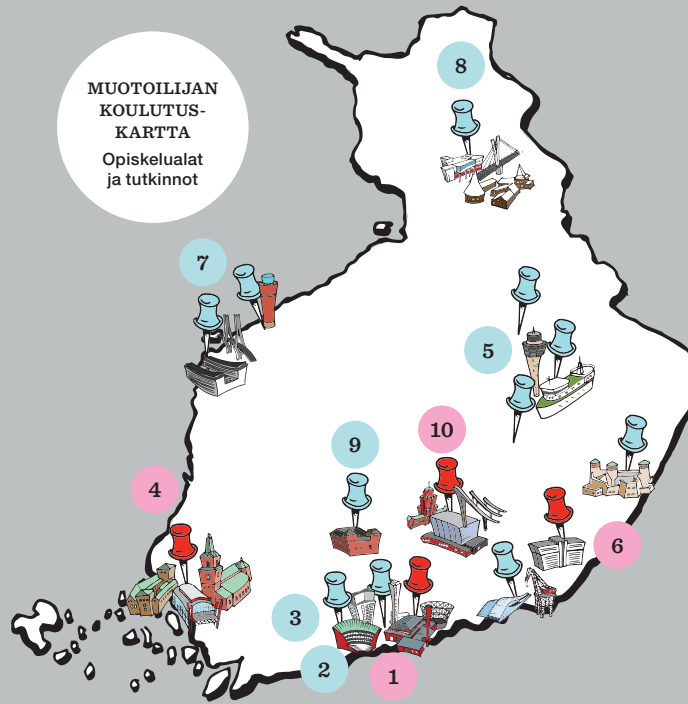 MUOTOILIJAN
KOULUTUS-
KARTTA
Opiskelualat
ja tutkinnot
8
7
5
9
10
4
6
3
2
1